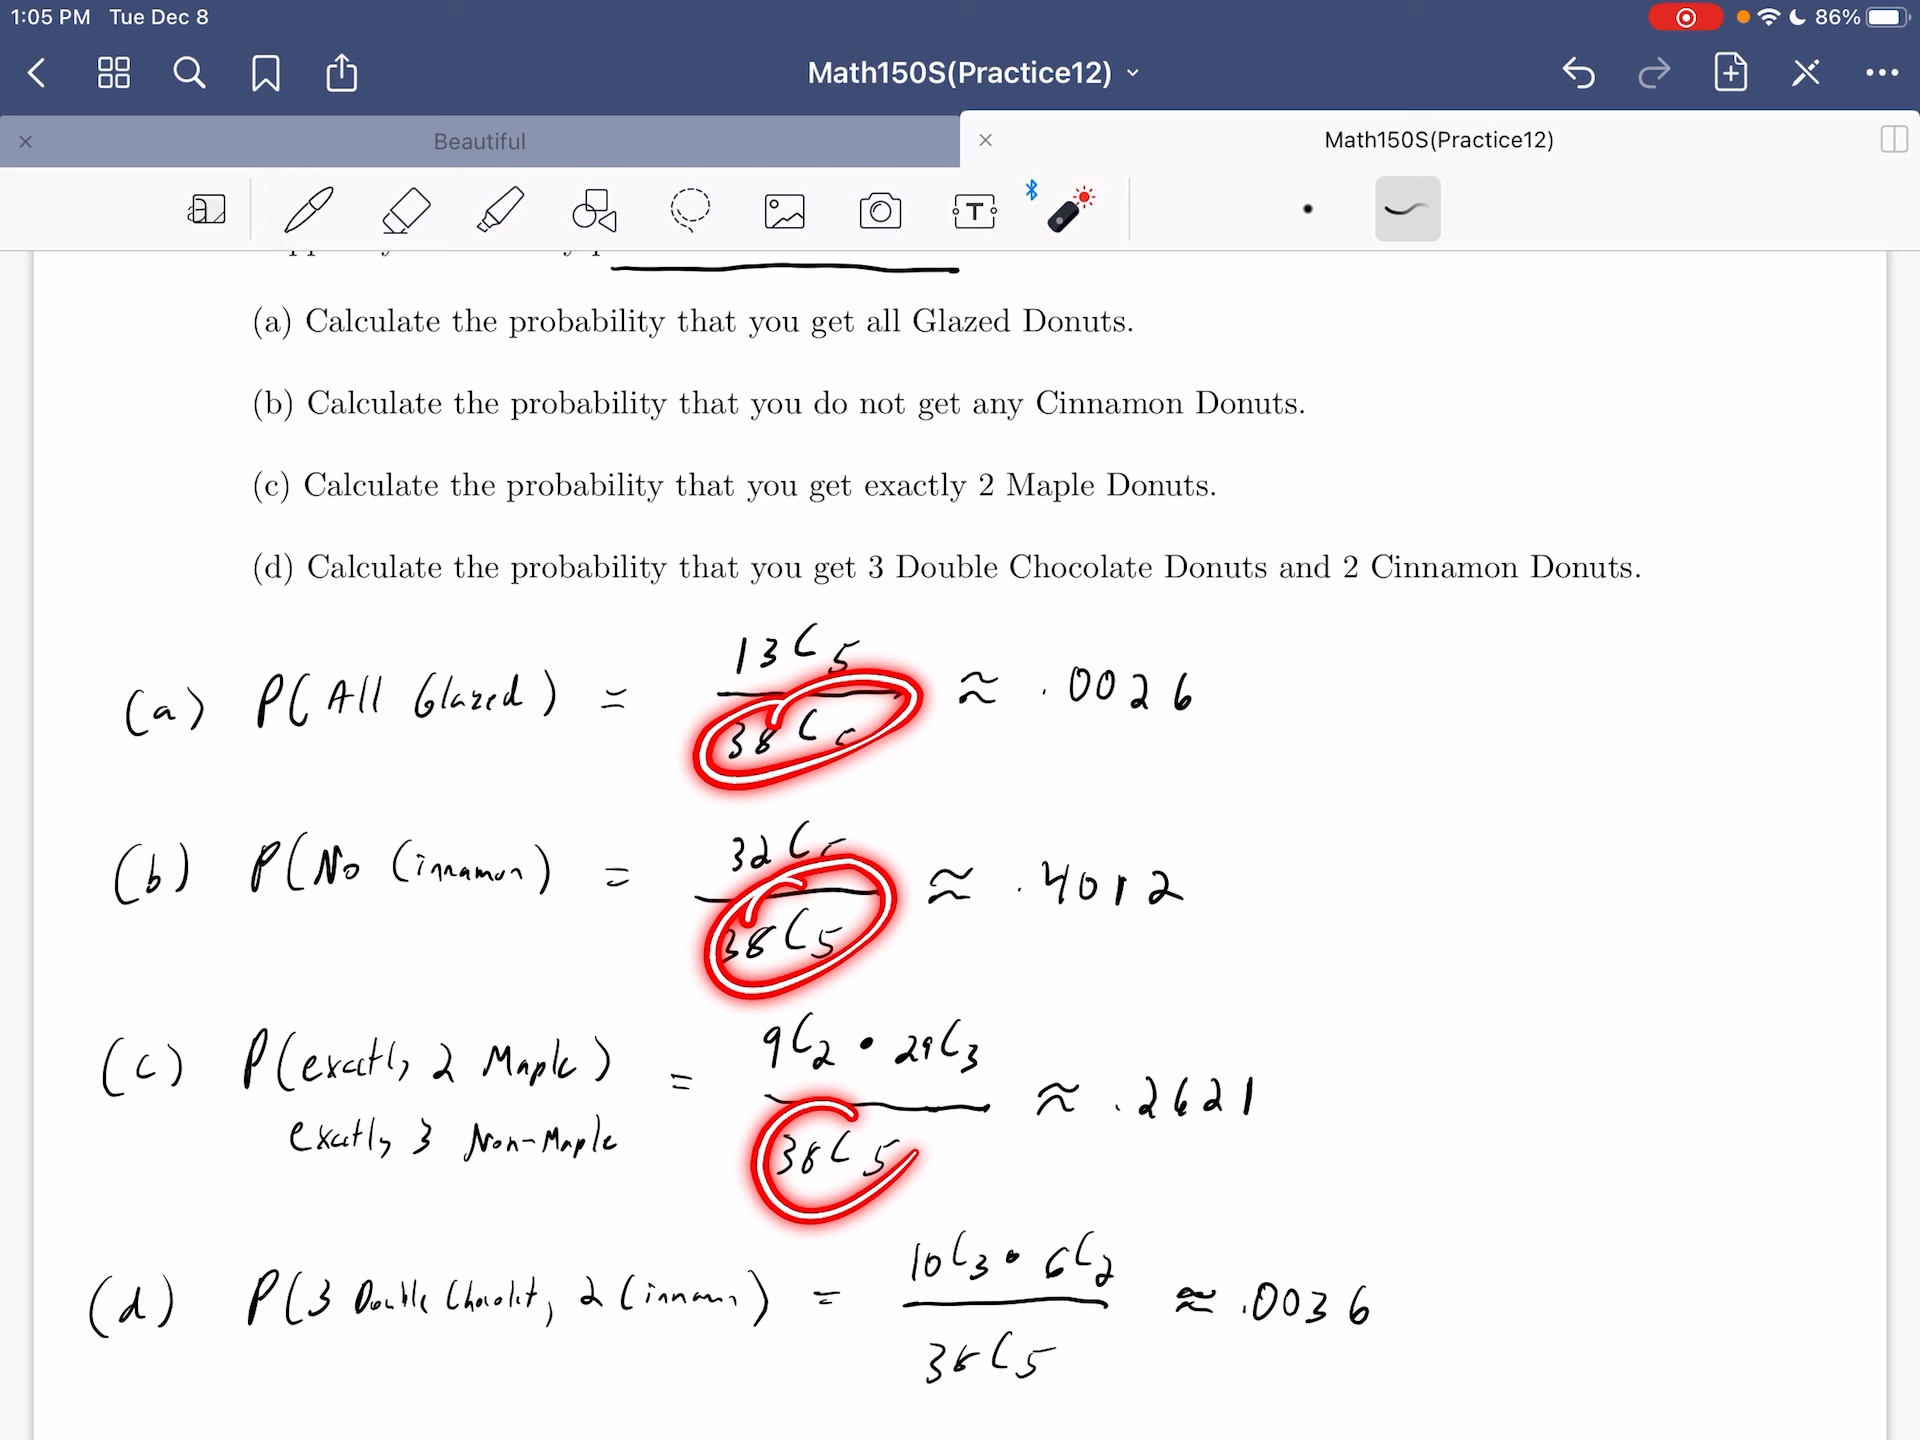 1:05 PM Tue Dec 8
86%
Math150S(Practice12)
Beautiful
Math150S(Practice12)
T
(a) Calculate the probability that you get all Glazed Donuts.
(b) Calculate the probability that you do not get any Cinnamon Donuts.
(c) Calculate the probability that you get exactly 2 Maple Donuts.
(d) Calculate the probability that you get 3 Double Chocolate Donuts and 2 Cinnamon Donuts.
13C5
(a) P(All Glazed) = ≈ .0026
38C5
32C5
(b) P(No Cinnamon) = ≈ .4012
38C5
9C2 • 29C3
(c) P(exactly 2 Maple) = ≈ .2621
exactly 3 Non-Maple
38C5
10C3 • 6C2
(d) P(3 Double Chocolat, 2 Cinnamon) = ≈ .0036
38C5